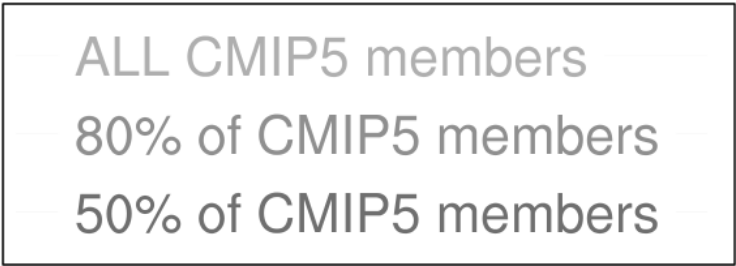 ALL CMIP5 members
80% of CMIP5 members
50% of CMIP5 members